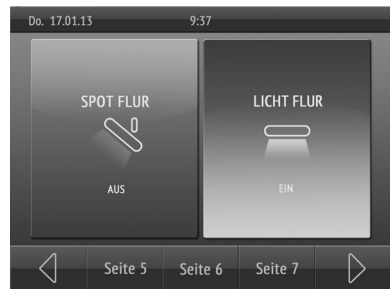 Do. 17.01.13 9:37
SPOT FLUR
LICHT FLUR
AUS
EIN
Seite 5 Seite 6 Seite 7